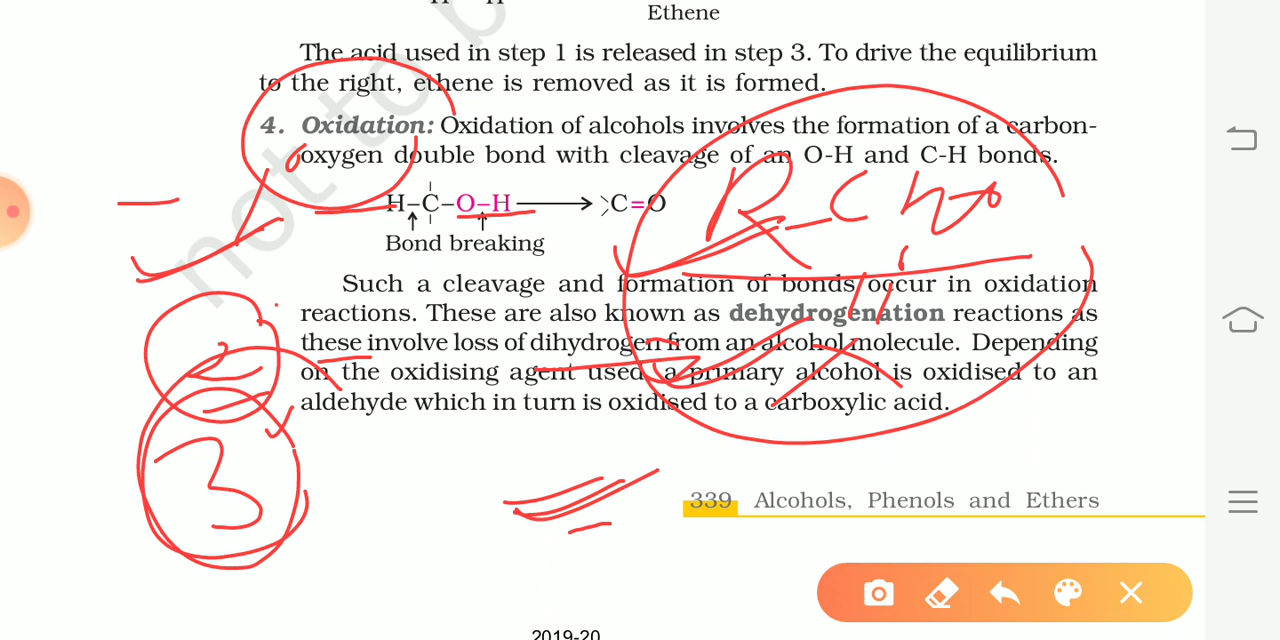 Ethene
The acid used in step 1 is released in step 3. To drive the equilibrium
to the right, ethene is removed as it is formed.
4. Oxidation: Oxidation of alcohols involves the formation of a carbon-
oxygen double bond with cleavage of an O-H and C-H bonds.
H–C–O–H ⟶ >C=O
Bond breaking
Such a cleavage and formation of bonds occur in oxidation
reactions. These are also known as dehydrogenation reactions as
these involve loss of dihydrogen from an alcohol molecule. Depending
on the oxidising agent used, a primary alcohol is oxidised to an
aldehyde which in turn is oxidised to a carboxylic acid.
2
3
339 Alcohols, Phenols and Ethers
2019-20
not to b